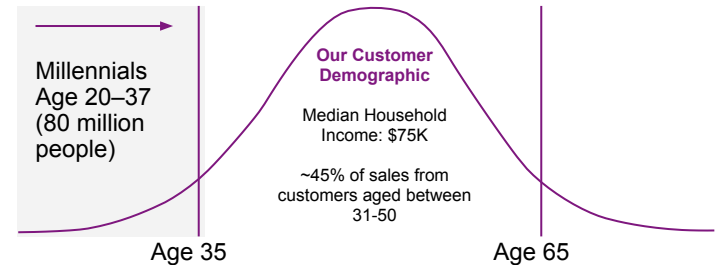 Millennials
Age 20–37
(80 million
people)
Our Customer
Demographic
Median Household
Income: $75K
~45% of sales from
customers aged between
31-50
Age 35
Age 65